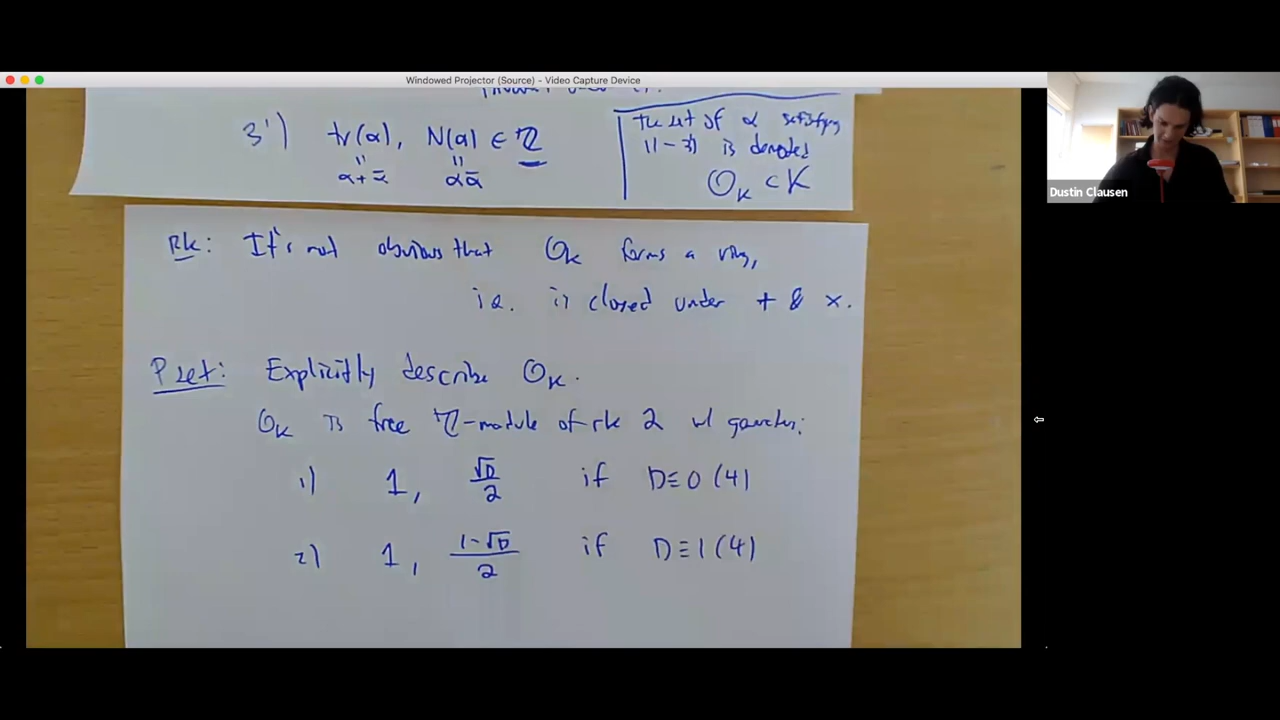 Windowed Projector (Source) - Video Capture Device
3') tr(α), N(α) ∈ ℤ
α+ᾱ αᾱ
the set of α satisfying
1)-3) is denoted
O_K ⊂ K
Dustin Clausen
Rk: It's not obvious that O_K forms a ring,
i.e. is closed under + & ×.
Pset: Explicitly describe O_K.
O_K is free ℤ-module of rk 2 w/ generators:
1) 1, √D/2 if D≡0 (4)
2) 1, (1-√D)/2 if D≡1 (4)